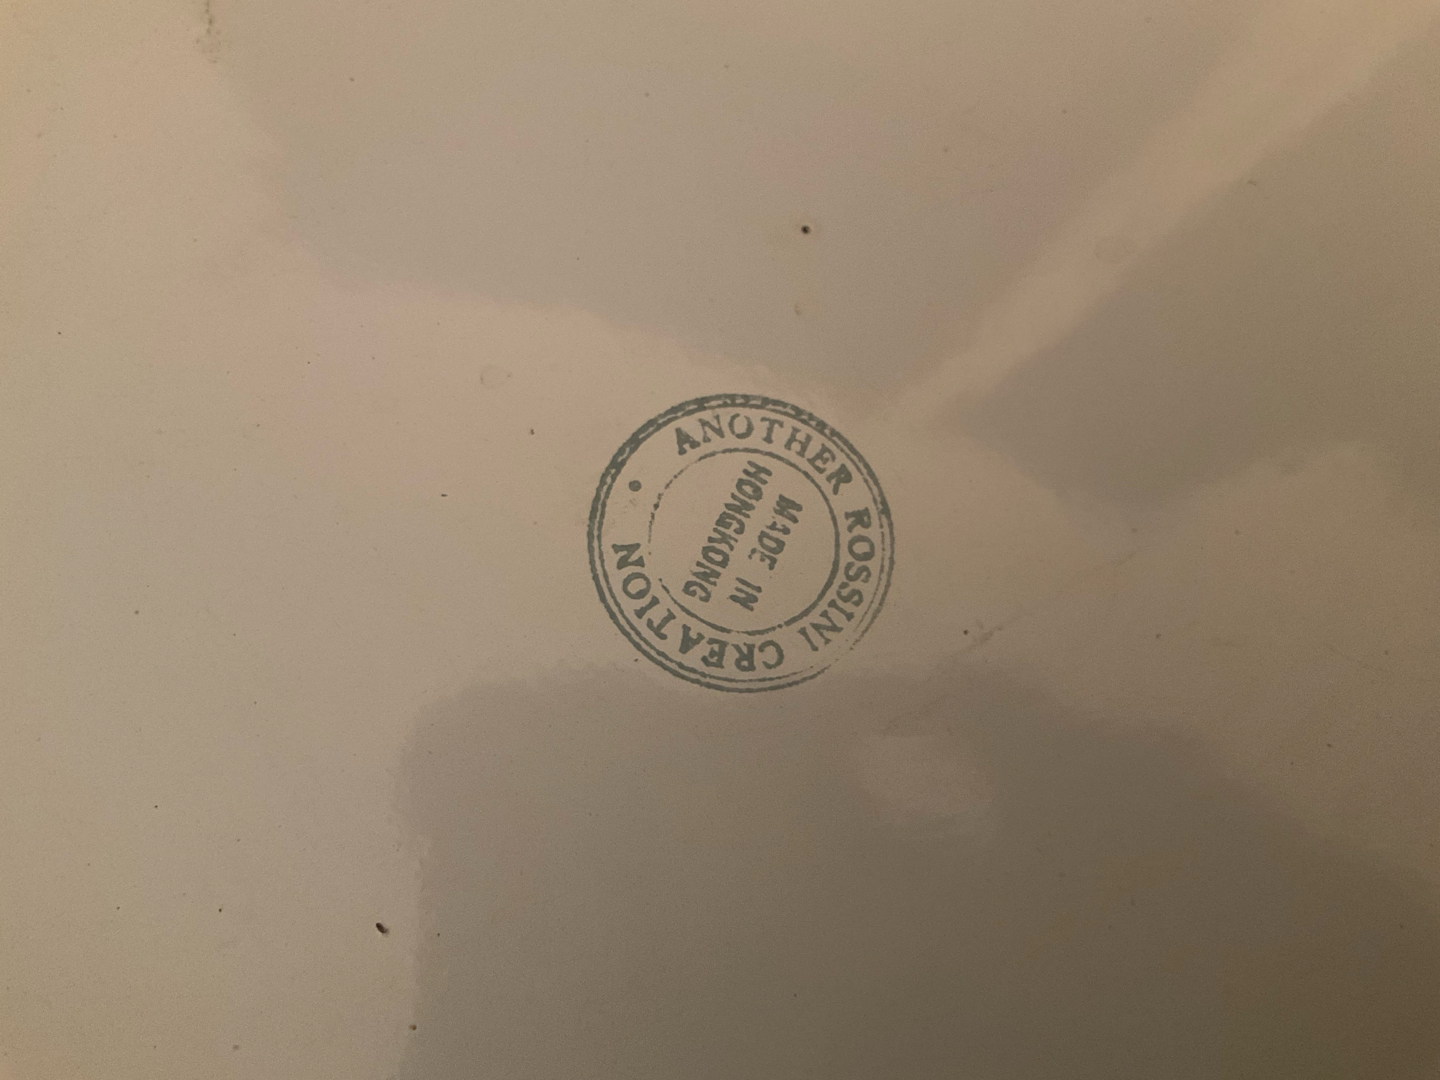 ANOTHER ROSSINI CREATION
MADE IN
HONGKONG